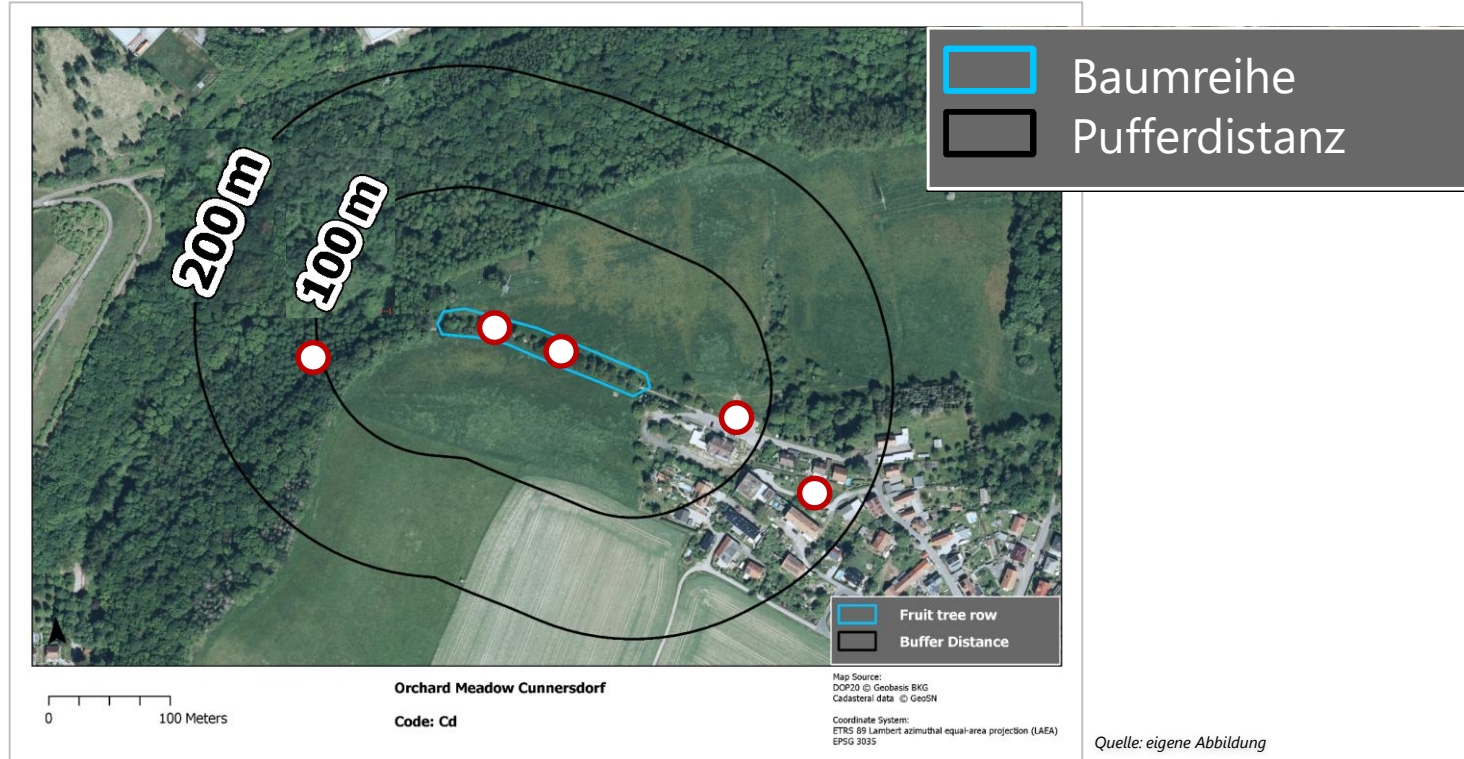 Baumreihe
Pufferdistanz
200 m
100 m
Fruit tree row
Buffer Distance
0 100 Meters
Orchard Meadow Cunnersdorf
Code: Cd
Map Source:
DOP20 © Geobasis BKG
Cadasteral data © GeoSN
Coordinate System:
ETRS 89 Lambert azimuthal equal-area projection (LAEA)
EPSG 3035
Quelle: eigene Abbildung